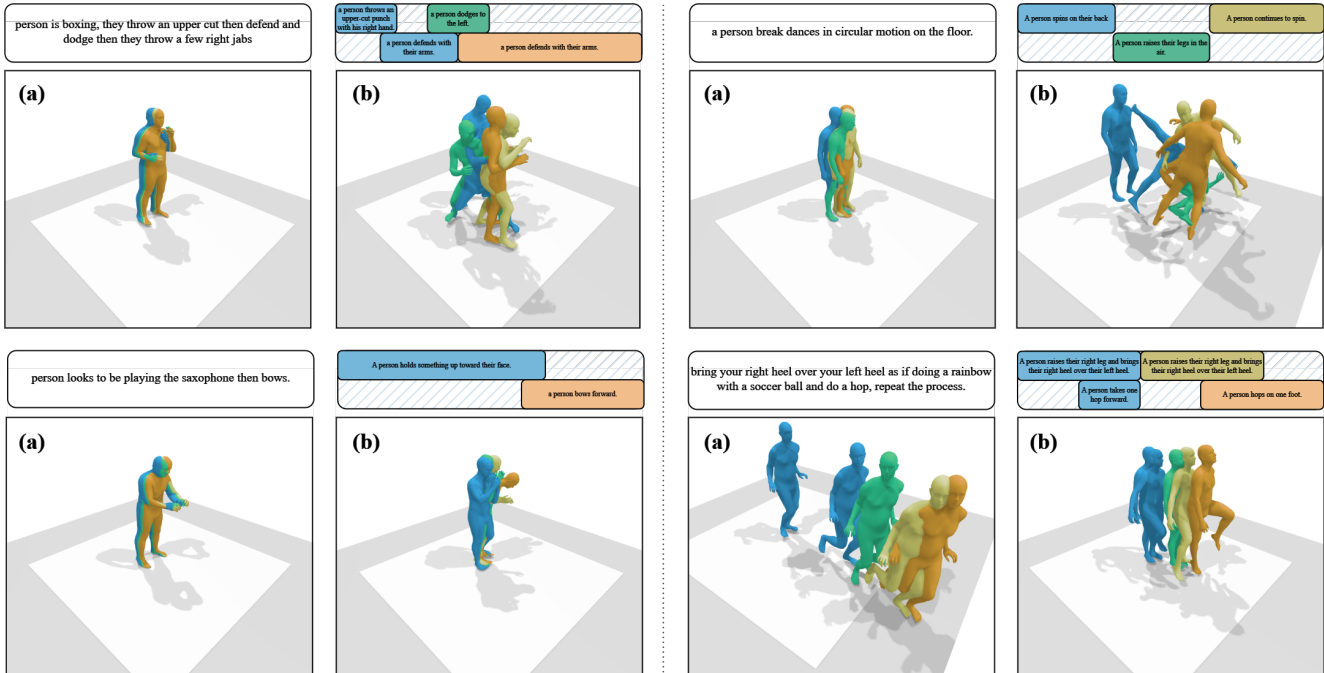 person is boxing, they throw an upper cut then defend and
dodge then they throw a few right jabs
a person throws an
upper-cut punch
with his right hand.
a person dodges to
the left.
a person defends with
their arms.
a person defends with their arms.
(a)
(b)
a person break dances in circular motion on the floor.
A person spins on their back
A person continues to spin.
A person raises their legs in the
air.
(a)
(b)
person looks to be playing the saxophone then bows.
A person holds something up toward their face.
a person bows forward.
(a)
(b)
bring your right heel over your left heel as if doing a rainbow
with a soccer ball and do a hop, repeat the process.
A person raises their right leg and brings
their right heel over their left heel.
A person raises their right leg and brings
their right heel over their left heel.
A person takes one
hop forward.
A person hops on one foot.
(a)
(b)